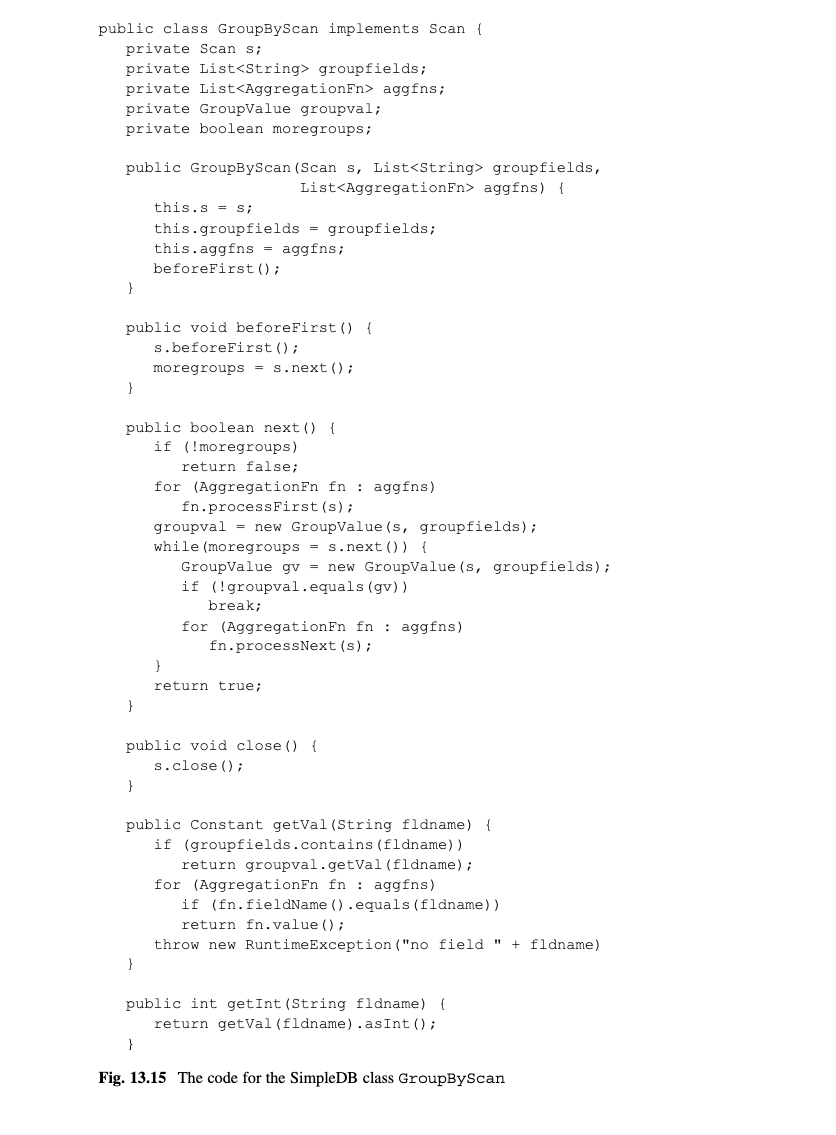 public class GroupByScan implements Scan {
   private Scan s;
   private List<String> groupfields;
   private List<AggregationFn> aggfns;
   private GroupValue groupval;
   private boolean moregroups;

   public GroupByScan(Scan s, List<String> groupfields,
                      List<AggregationFn> aggfns) {
      this.s = s;
      this.groupfields = groupfields;
      this.aggfns = aggfns;
      beforeFirst();
   }

   public void beforeFirst() {
      s.beforeFirst();
      moregroups = s.next();
   }

   public boolean next() {
      if (!moregroups)
         return false;
      for (AggregationFn fn : aggfns)
         fn.processFirst(s);
      groupval = new GroupValue(s, groupfields);
      while(moregroups = s.next()) {
         GroupValue gv = new GroupValue(s, groupfields);
         if (!groupval.equals(gv))
            break;
         for (AggregationFn fn : aggfns)
            fn.processNext(s);
      }
      return true;
   }

   public void close() {
      s.close();
   }

   public Constant getVal(String fldname) {
      if (groupfields.contains(fldname))
         return groupval.getVal(fldname);
      for (AggregationFn fn : aggfns)
         if (fn.fieldName().equals(fldname))
         return fn.value();
      throw new RuntimeException("no field " + fldname)
   }

   public int getInt(String fldname) {
      return getVal(fldname).asInt();
   }
Fig. 13.15 The code for the SimpleDB class GroupByScan